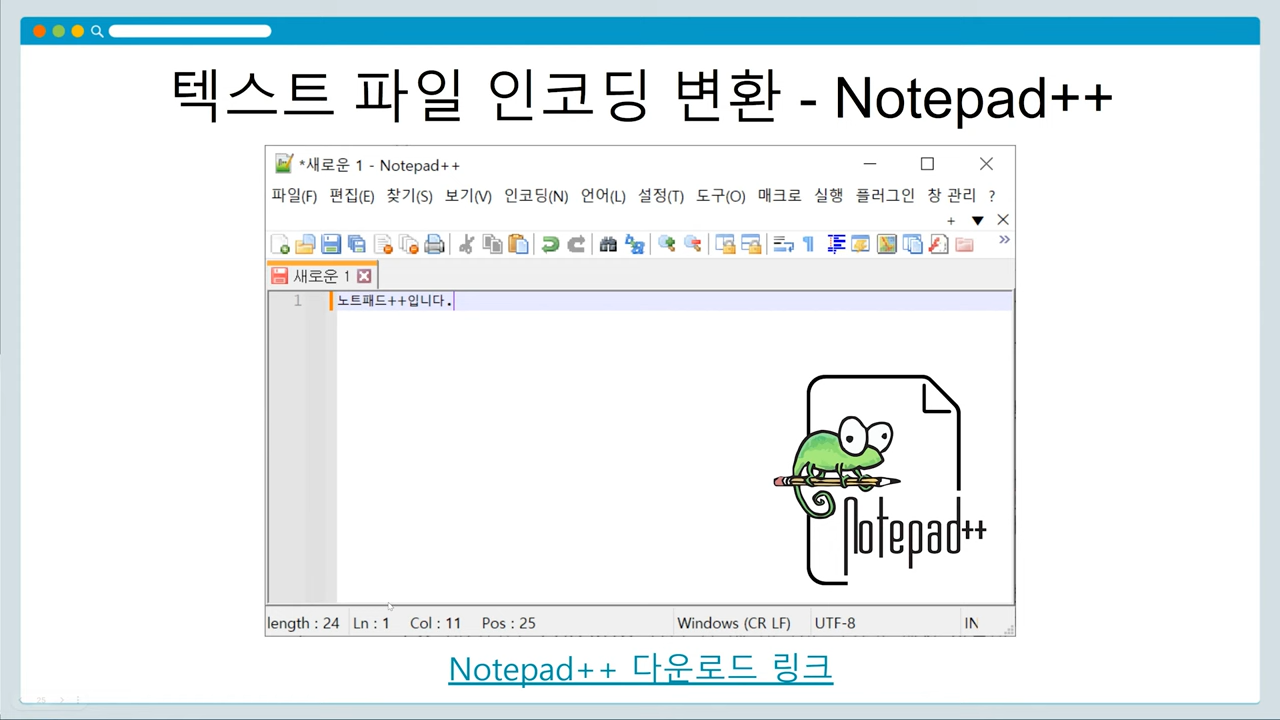 텍스트 파일 인코딩 변환 - Notepad++
*새로운 1 - Notepad++
파일(F) 편집(E) 찾기(S) 보기(V) 인코딩(N) 언어(L) 설정(T) 도구(O) 매크로 실행 플러그인 창 관리 ?
새로운 1
1 노트패드++입니다.
Notepad++
length : 24 Ln : 1 Col : 11 Pos : 25 Windows (CR LF) UTF-8 IN
Notepad++ 다운로드 링크